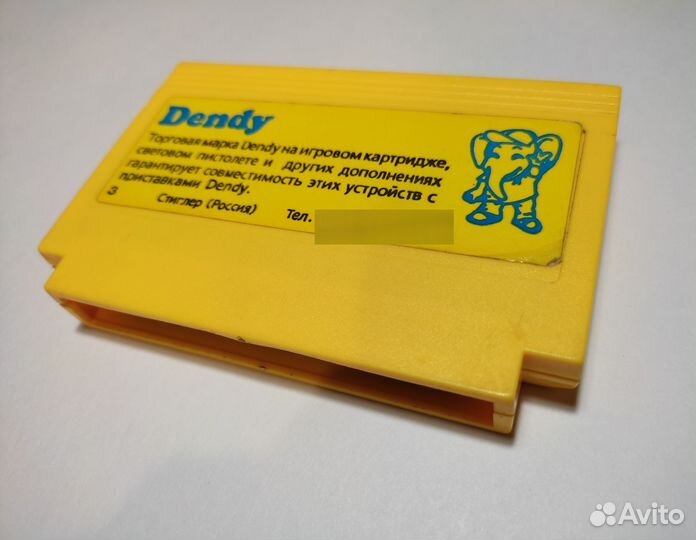 Dendy
Торговая марка Dendy на игровом картридже,
световом пистолете и других дополнениях
гарантирует совместимость этих устройств с
приставками Dendy.
3 Стиглер (Россия) Тел.
Avito